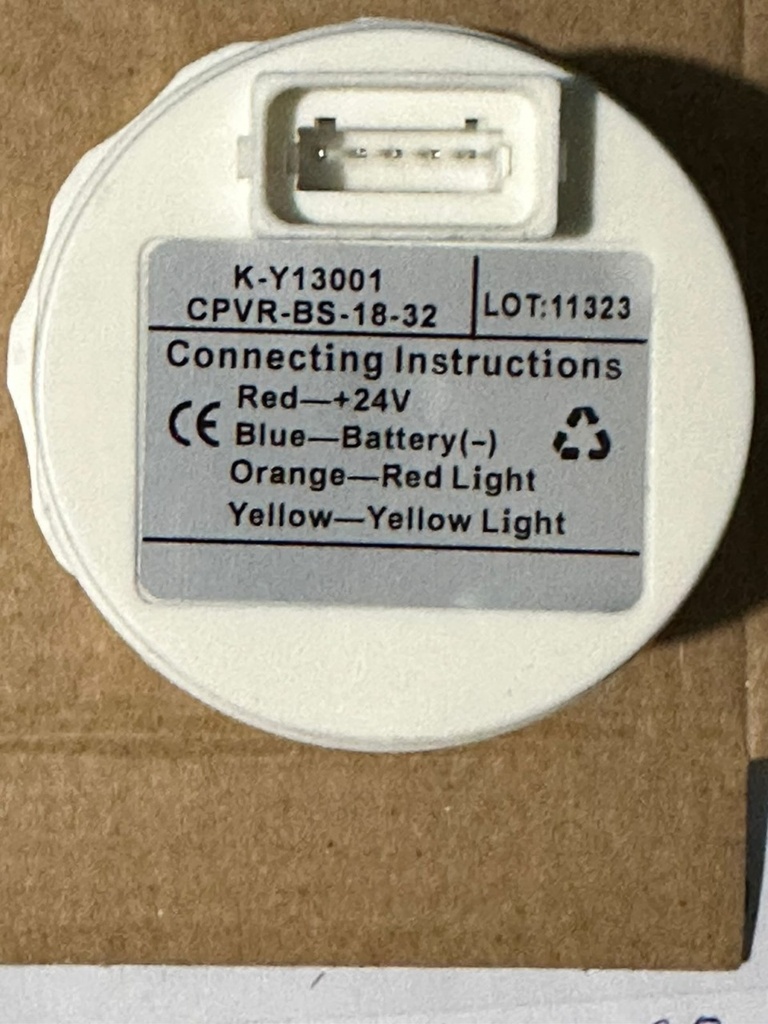 K-Y13001
CPVR-BS-18-32
LOT:11323
Connecting Instructions
CE
Red—+24V
Blue—Battery(-)
Orange—Red Light
Yellow—Yellow Light